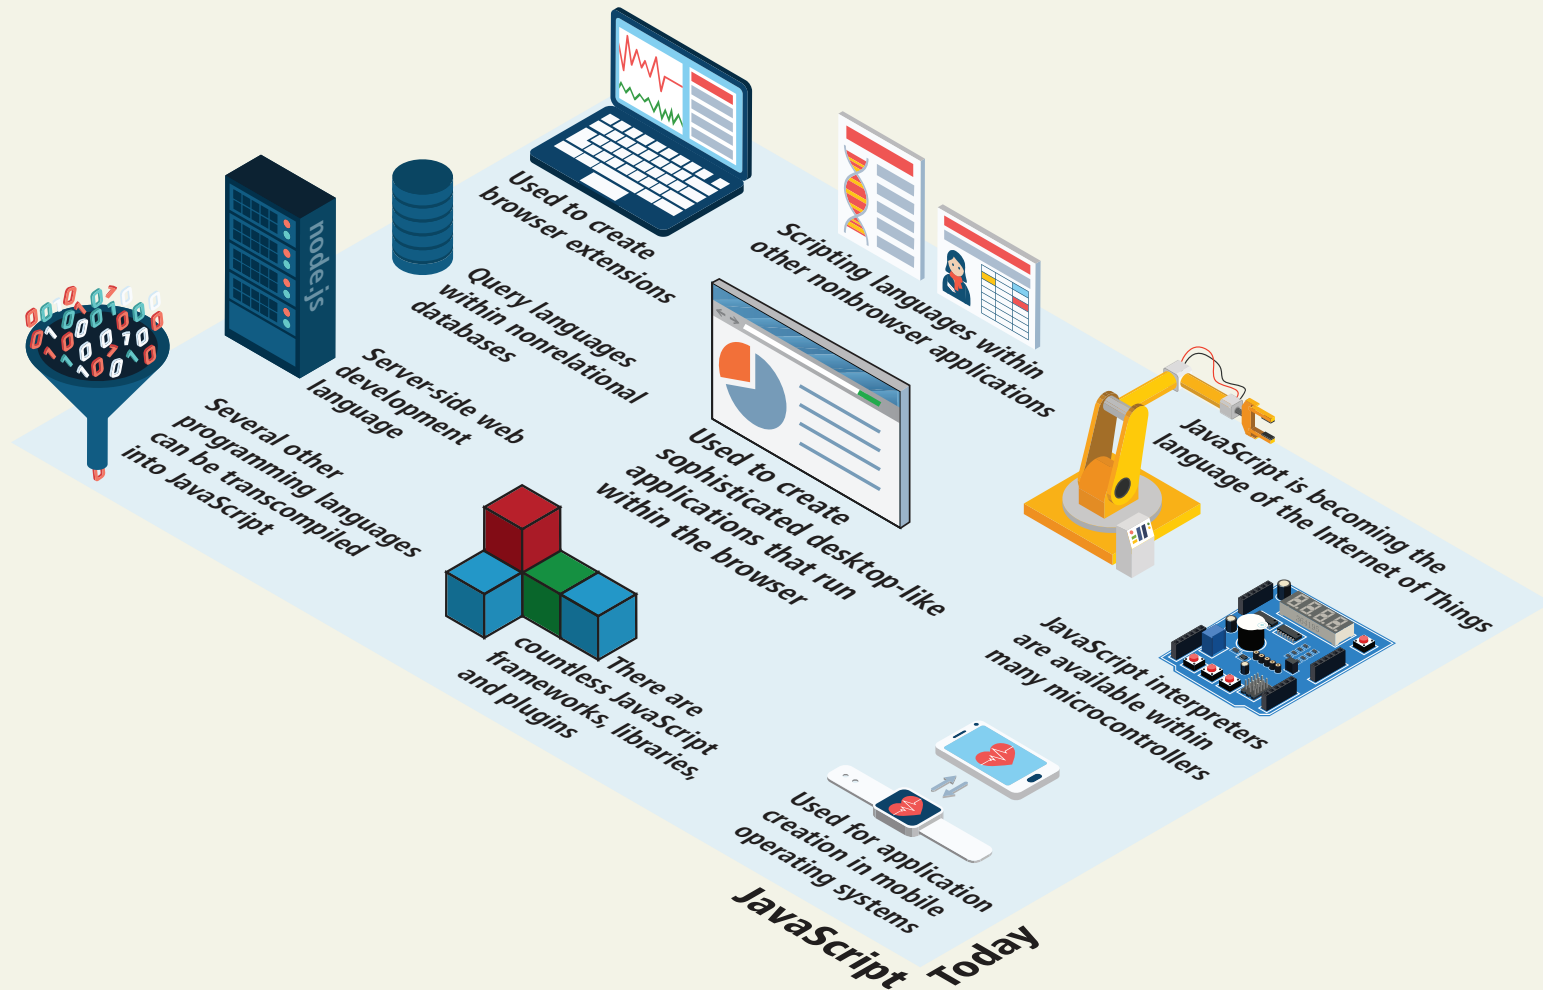 Used to create
browser extensions
Scripting languages within
other nonbrowser applications
node.js
Query languages
within nonrelational
databases
Server-side web
development
language
Several other
programming languages
can be transcompiled
into JavaScript
Used to create
sophisticated desktop-like
applications that run
within the browser
JavaScript is becoming the
language of the Internet of Things
There are
countless JavaScript
frameworks, libraries,
and plugins
JavaScript interpreters
are available within
many microcontrollers
Used for application
creation in mobile
operating systems
JavaScript
Today